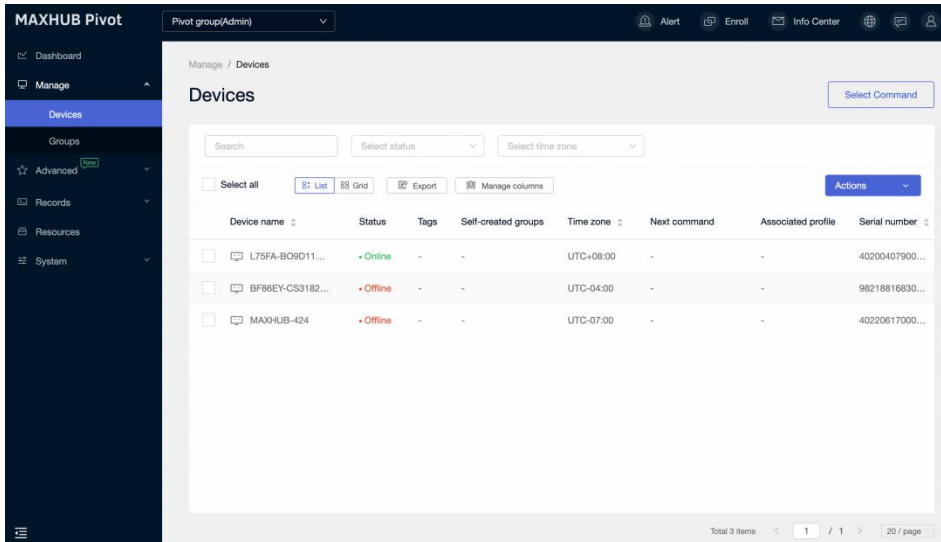 MAXHUB Pivot
Pivot group(Admin)
Alert
Enroll
Info Center
Dashboard
Manage
Devices
Groups
Advanced New
Records
Resources
System
Manage / Devices
Devices
Select Command
Search
Select status
Select time zone
Select all
List
Grid
Export
Manage columns
Actions
Device name Status Tags Self-created groups Time zone Next command Associated profile Serial number
L75FA-BO9D11... • Online - - UTC+08:00 - - 40200407900...
BF86EY-CS3182... • Offline - - UTC-04:00 - - 98218816830...
MAXHUB-424 • Offline - - UTC-07:00 - - 40220617000...
Total 3 items < 1 / 1 > 20 / page